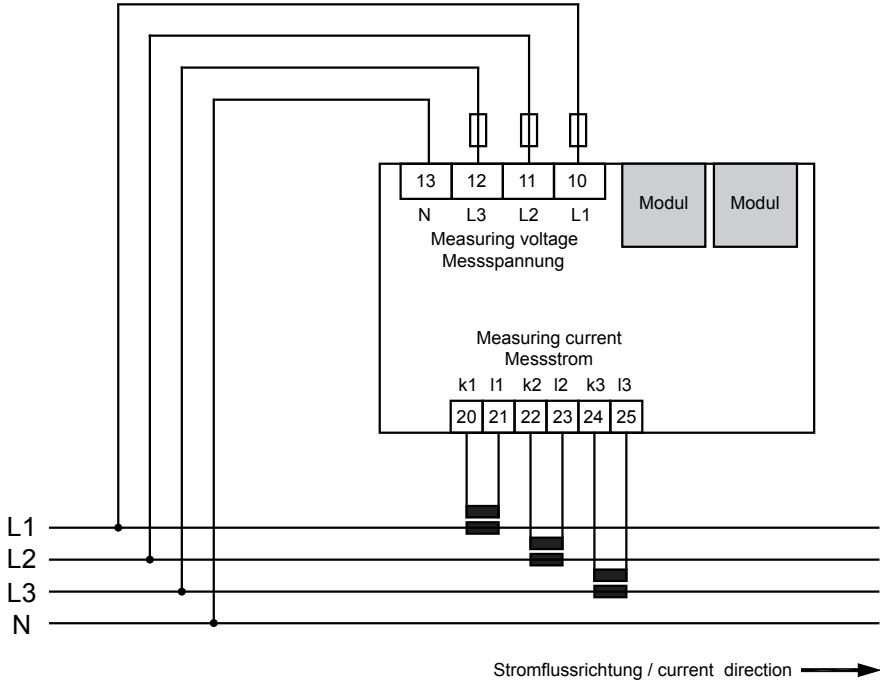 13 12 11 10
N L3 L2 L1
Measuring voltage
Messspannung
Modul Modul
Measuring current
Messstrom
k1 l1 k2 l2 k3 l3
20 21 22 23 24 25
L1
L2
L3
N
Stromflussrichtung / current direction